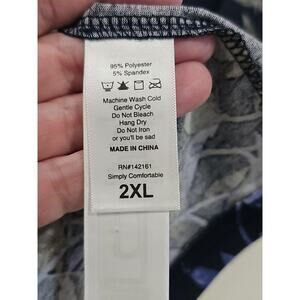 95% Polyester
5% Spandex
Machine Wash Cold
Gentle Cycle
Do Not Bleach
Hang Dry
Do Not Iron
or you'll be sad
MADE IN CHINA
RN#142161
Simply Comfortable
2XL